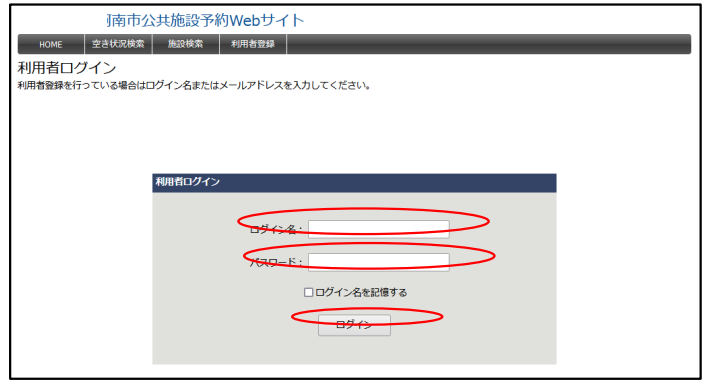 南市公共施設予約Webサイト
HOME 空き状況検索 施設検索 利用者登録
利用者ログイン
利用者登録を行っている場合はログイン名またはメールアドレスを入力してください。
利用者ログイン
ログイン名：
パスワード：
ログイン名を記憶する
ログイン